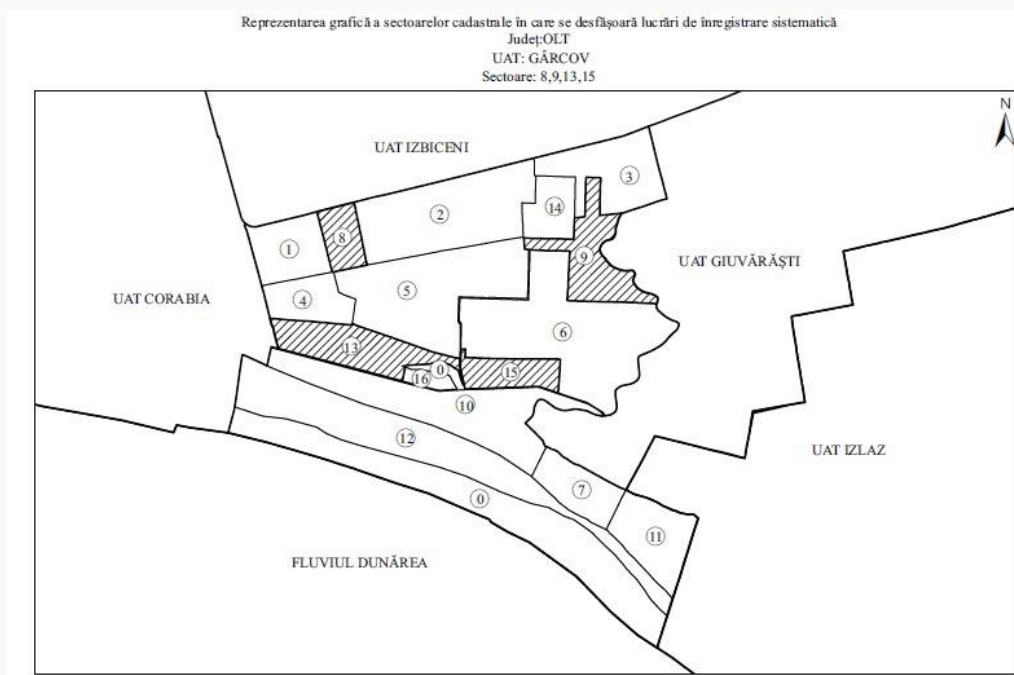 Reprezentarea grafică a sectoarelor cadastrale în care se desfășoară lucrări de înregistrare sistematică
Județ:OLT
UAT: GÂRCOV
Sectoare: 8,9,13,15
N
UAT IZBICENI
3
2
14
8
1
9
UAT GIUVĂRĂȘTI
5
UAT CORABIA
4
6
13
0
15
16
10
12
UAT IZLAZ
7
0
11
FLUVIUL DUNĂREA